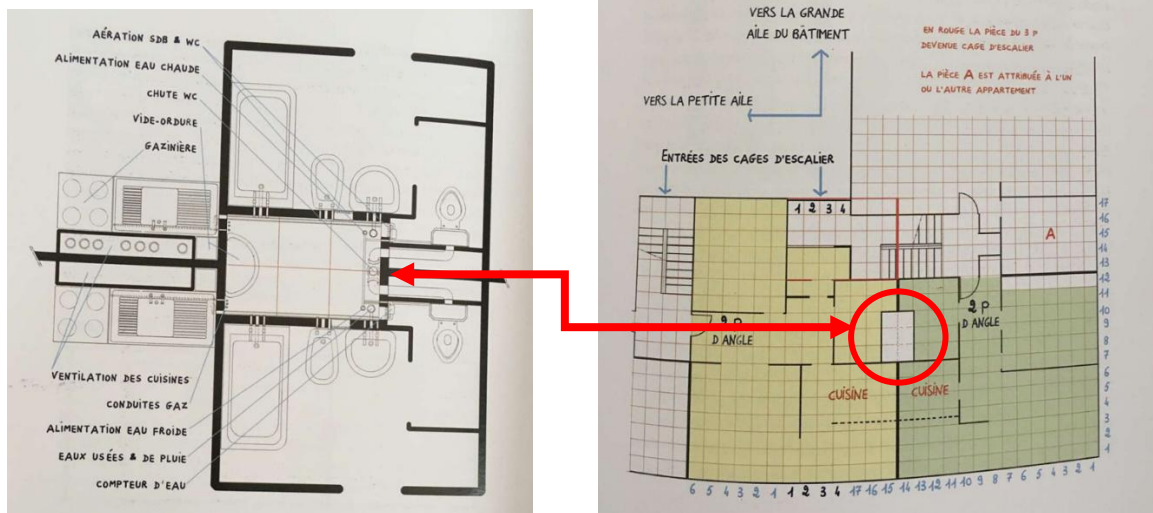 AÉRATION SDB & WC
ALIMENTATION EAU CHAUDE
CHUTE WC
VIDE-ORDURE
GAZINIÈRE
VENTILATION DES CUISINES
CONDUITES GAZ
ALIMENTATION EAU FROIDE
EAUX USÉES & DE PLUIE
COMPTEUR D'EAU
VERS LA GRANDE
AILE DU BÂTIMENT
EN ROUGE LA PIÈCE DU 3 P
DEVENUE CAGE D'ESCALIER
LA PIÈCE A EST ATTRIBUÉE À L'UN
OU L'AUTRE APPARTEMENT
VERS LA PETITE AILE
ENTRÉES DES CAGES D'ESCALIER
1 2 3 4
A
17
16
15
14
13
12
11
10
9
8
7
6
5
4
3
2
1
2 P
D'ANGLE
2 P
D'ANGLE
CUISINE
CUISINE
6 5 4 3 2 1 1 2 3 4 17 16 15 14 13 12 11 10 9 8 7 6 5 4 3 2 1